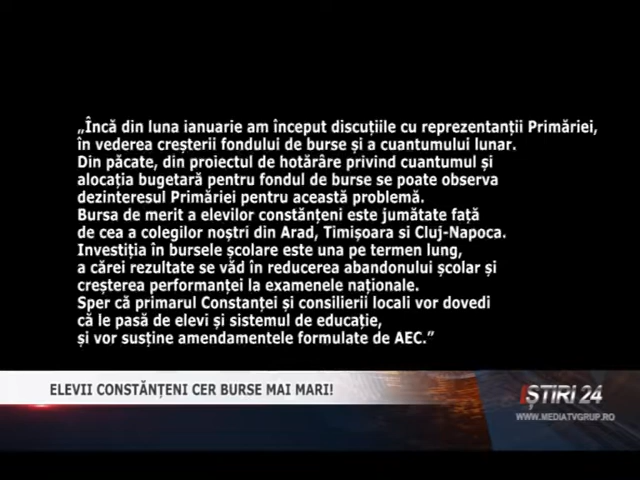 „Încă din luna ianuarie am început discuțiile cu reprezentanții Primăriei,
în vederea creșterii fondului de burse și a cuantumului lunar.
Din păcate, din proiectul de hotărâre privind cuantumul și
alocația bugetară pentru fondul de burse se poate observa
dezinteresul Primăriei pentru această problemă.
Bursa de merit a elevilor constănțeni este jumătate față
de cea a colegilor noștri din Arad, Timișoara si Cluj-Napoca.
Investiția în bursele școlare este una pe termen lung,
a cărei rezultate se văd în reducerea abandonului școlar și
creșterea performanței la examenele naționale.
Sper că primarul Constanței și consilierii locali vor dovedi
că le pasă de elevi și sistemul de educație,
și vor susține amendamentele formulate de AEC.”
ELEVII CONSTĂNȚENI CER BURSE MAI MARI!
ȘTIRI 24
WWW.MEDIATVGRUP.RO